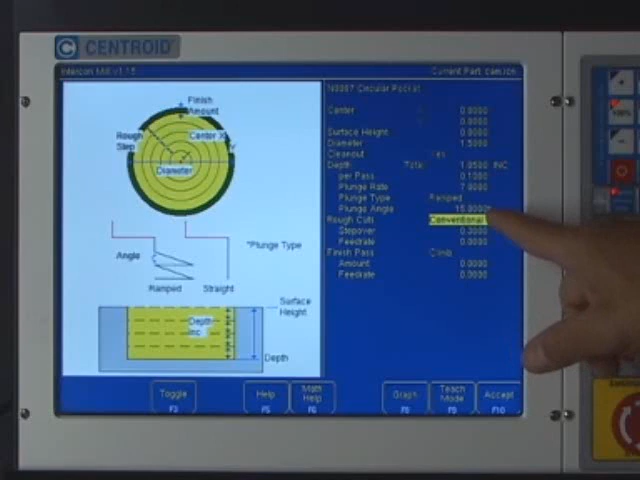 CENTROID
Intercon Mill v1.15
N0007 Circular Pocket
Center X 0.0000
Y 0.0000
Surface Height 0.0000
Diameter 1.5000
Cleanout Yes
Depth Total 1.0500 INC
per Pass 0.1000
Plunge Rate 7.0000
Plunge Type Ramped
Plunge Angle 15.0000
Rough Cuts Conventional
Stepover 0.3000
Feedrate 0.0000
Finish Pass Climb
Amount 0.0000
Feedrate 0.0000
Finish
Amount
Rough
Step
Center X
Y
Diameter
Angle
*Plunge Type
Ramped Straight
Surface
Height
Depth
Inc
Depth
Toggle
F3
Help
F5
Math
Help
F6
Graph
F8
Teach
Mode
F9
Accept
F10
100%